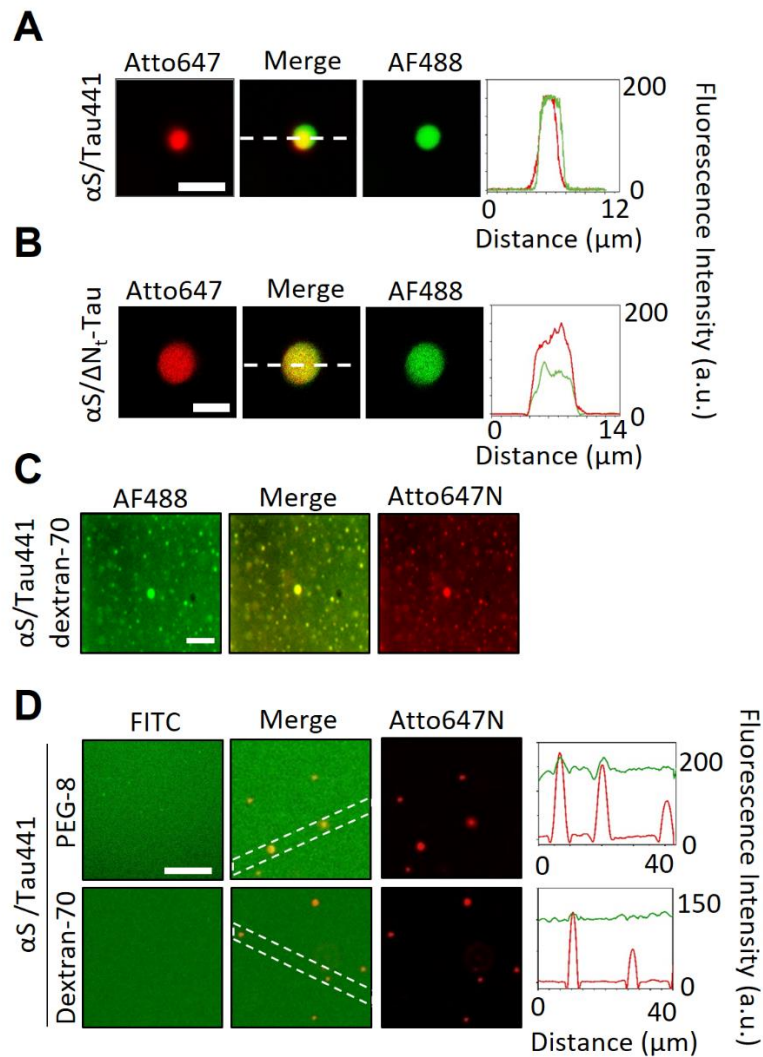 A
Atto647
Merge
AF488
αS/Tau441
200
0
0
12
Distance (μm)
B
Atto647
Merge
AF488
αS/ΔNt-Tau
200
0
0
14
Distance (μm)
Fluorescence Intensity (a.u.)
C
AF488
Merge
Atto647N
αS/Tau441
dextran-70
D
FITC
Merge
Atto647N
αS /Tau441
PEG-8
200
0
0
40
Dextran-70
150
0
0
40
Distance (μm)
Fluorescence Intensity (a.u.)